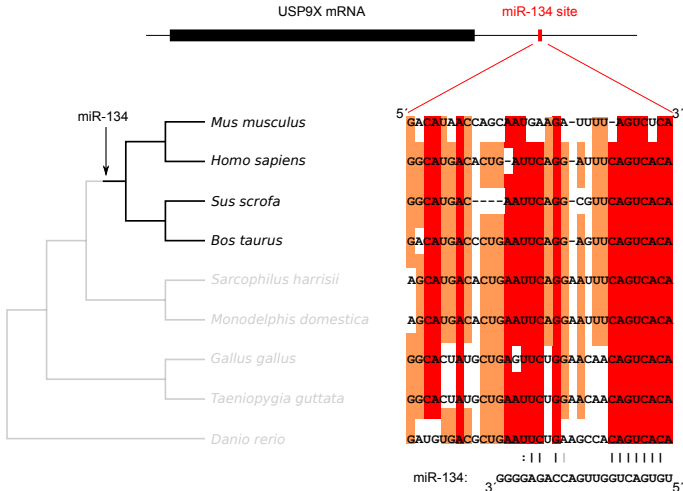 USP9X mRNA miR-134 site
5´ 3´
miR-134
Mus musculus GACAUAACCAGCAAUGAAGA-UUUU-AGUCUCA
Homo sapiens GGCAUGACACUG-AUUCAGG-AUUUCAGUCACA
Sus scrofa GGCAUGAC----AAUUCAGG-CGUUCAGUCACA
Bos taurus GACAUGACCCUGAAUUCAGG-AGUUCAGUCACA
Sarcophilus harrisii AGCAUGACACUGAAUUCAGGAAUUUCAGUCACA
Monodelphis domestica AGCAUGACACUGAAUUCAGGAAUUUCAGUCACA
Gallus gallus GGCACUAUGCUGAGUUCUGGAACAACAGUCACA
Taeniopygia guttata GGCACUAUGCUGAAUUCUGGAACAACAGUCACA
Danio rerio GAUGUGACGCUGAAUUCUGAAGCCACAGUCACA
:|| || |||||||
miR-134: 3´ GGGGAGACCAGUUGGUCAGUGU 5´